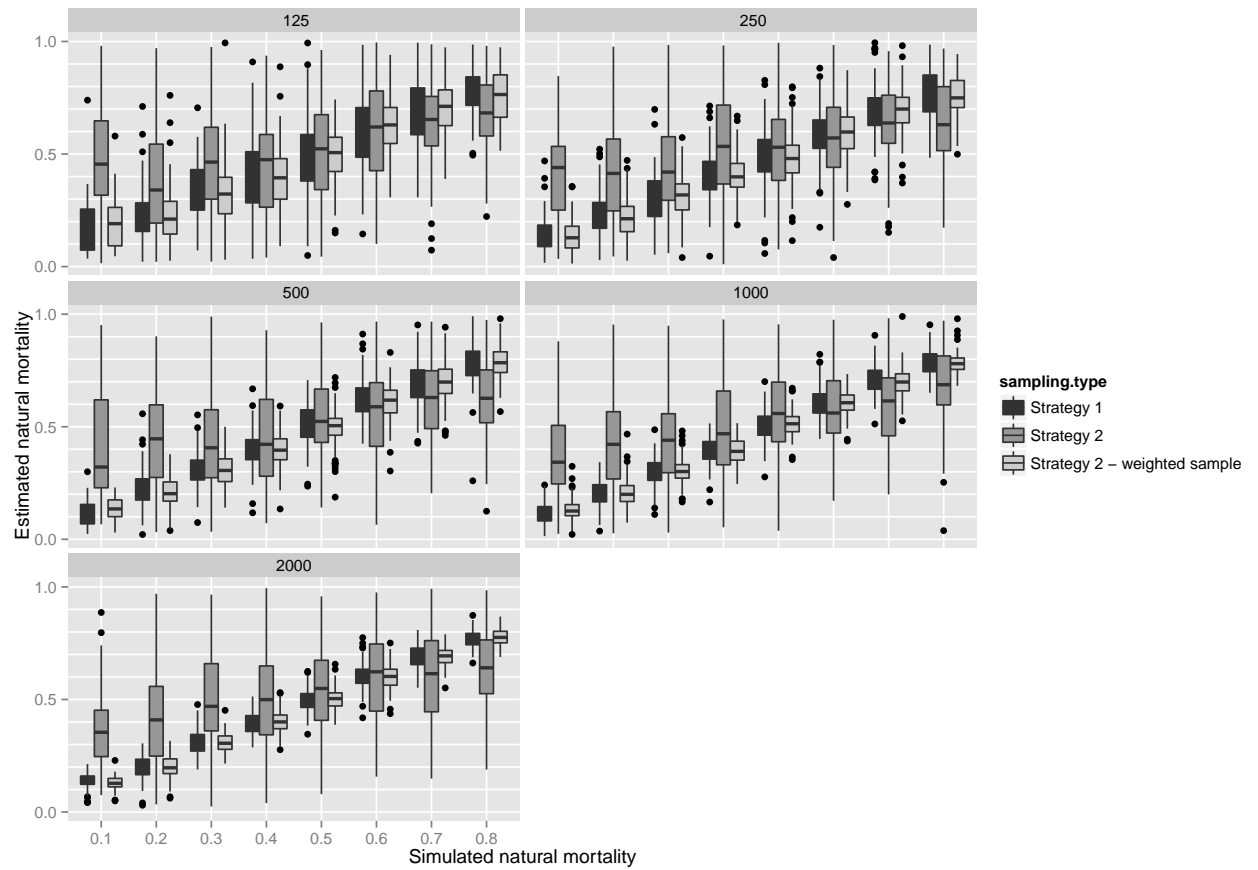 125
250
1.0
0.5
0.0
500
1000
1.0
0.5
0.0
2000
1.0
0.5
0.0
0.1 0.2 0.3 0.4 0.5 0.6 0.7 0.8
Simulated natural mortality
Estimated natural mortality
sampling.type
Strategy 1
Strategy 2
Strategy 2 − weighted sample